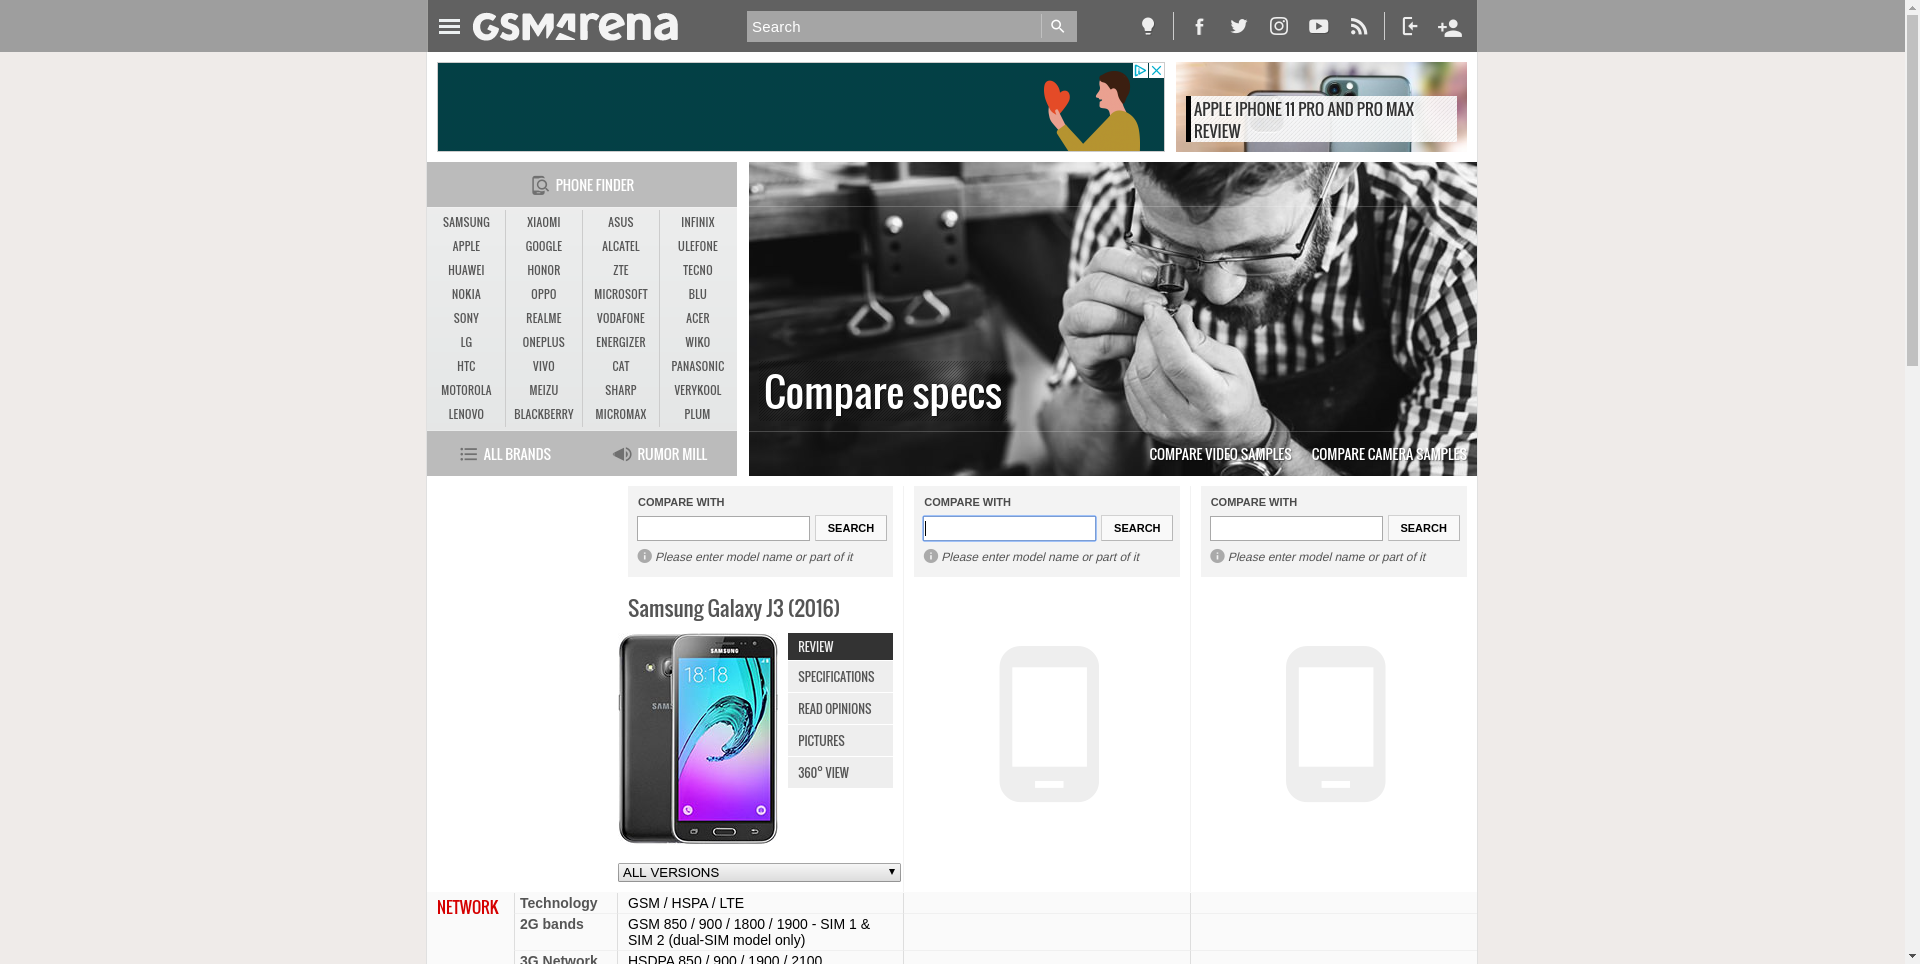 GSMArena
Search
APPLE IPHONE 11 PRO AND PRO MAX
REVIEW
PHONE FINDER
SAMSUNG XIAOMI ASUS INFINIX
APPLE GOOGLE ALCATEL ULEFONE
HUAWEI HONOR ZTE TECNO
NOKIA OPPO MICROSOFT BLU
SONY REALME VODAFONE ACER
LG ONEPLUS ENERGIZER WIKO
HTC VIVO CAT PANASONIC
MOTOROLA MEIZU SHARP VERYKOOL
LENOVO BLACKBERRY MICROMAX PLUM
ALL BRANDS RUMOR MILL
Compare specs
COMPARE VIDEO SAMPLES COMPARE CAMERA SAMPLES
COMPARE WITH COMPARE WITH COMPARE WITH
SEARCH SEARCH SEARCH
Please enter model name or part of it Please enter model name or part of it Please enter model name or part of it
Samsung Galaxy J3 (2016)
SAMSUNG
18:18
REVIEW
SPECIFICATIONS
READ OPINIONS
PICTURES
360° VIEW
ALL VERSIONS
NETWORK Technology GSM / HSPA / LTE
2G bands GSM 850 / 900 / 1800 / 1900 - SIM 1 &
SIM 2 (dual-SIM model only)
3G Network HSDPA 850 / 900 / 1900 / 2100